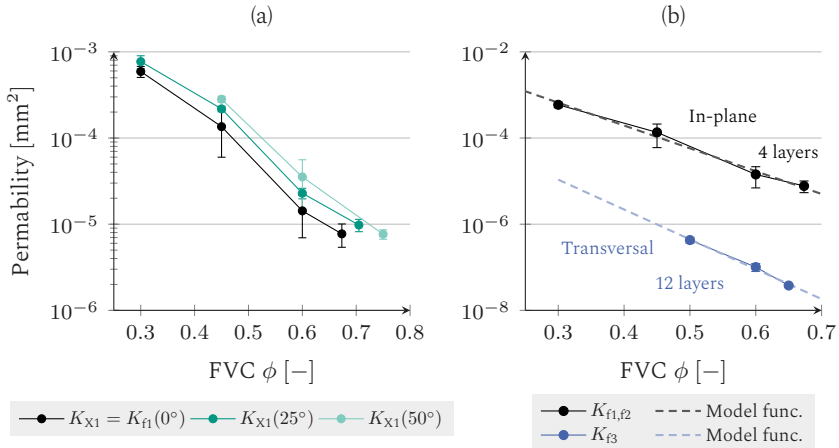 (a)
(b)
Permability [mm²]
10⁻³
10⁻⁴
10⁻⁵
10⁻⁶
0.3 0.4 0.5 0.6 0.7 0.8
FVC ϕ [−]
K_X1 = K_f1(0°) K_X1(25°) K_X1(50°)
10⁻²
10⁻⁴
10⁻⁶
10⁻⁸
In-plane
4 layers
Transversal
12 layers
0.3 0.4 0.5 0.6 0.7
FVC ϕ [−]
K_f1,f2 Model func.
K_f3 Model func.